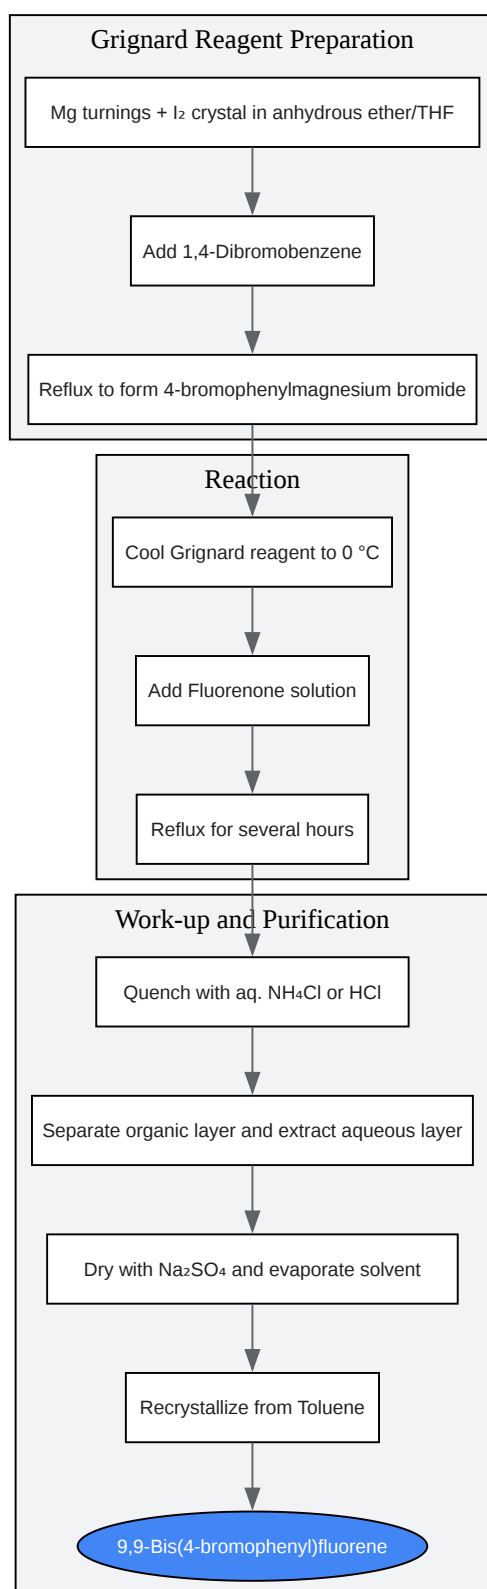 Grignard Reagent Preparation
Mg turnings + I₂ crystal in anhydrous ether/THF
Add 1,4-Dibromobenzene
Reflux to form 4-bromophenylmagnesium bromide
Reaction
Cool Grignard reagent to 0 °C
Add Fluorenone solution
Reflux for several hours
Work-up and Purification
Quench with aq. NH₄Cl or HCl
Separate organic layer and extract aqueous layer
Dry with Na₂SO₄ and evaporate solvent
Recrystallize from Toluene
9,9-Bis(4-bromophenyl)fluorene